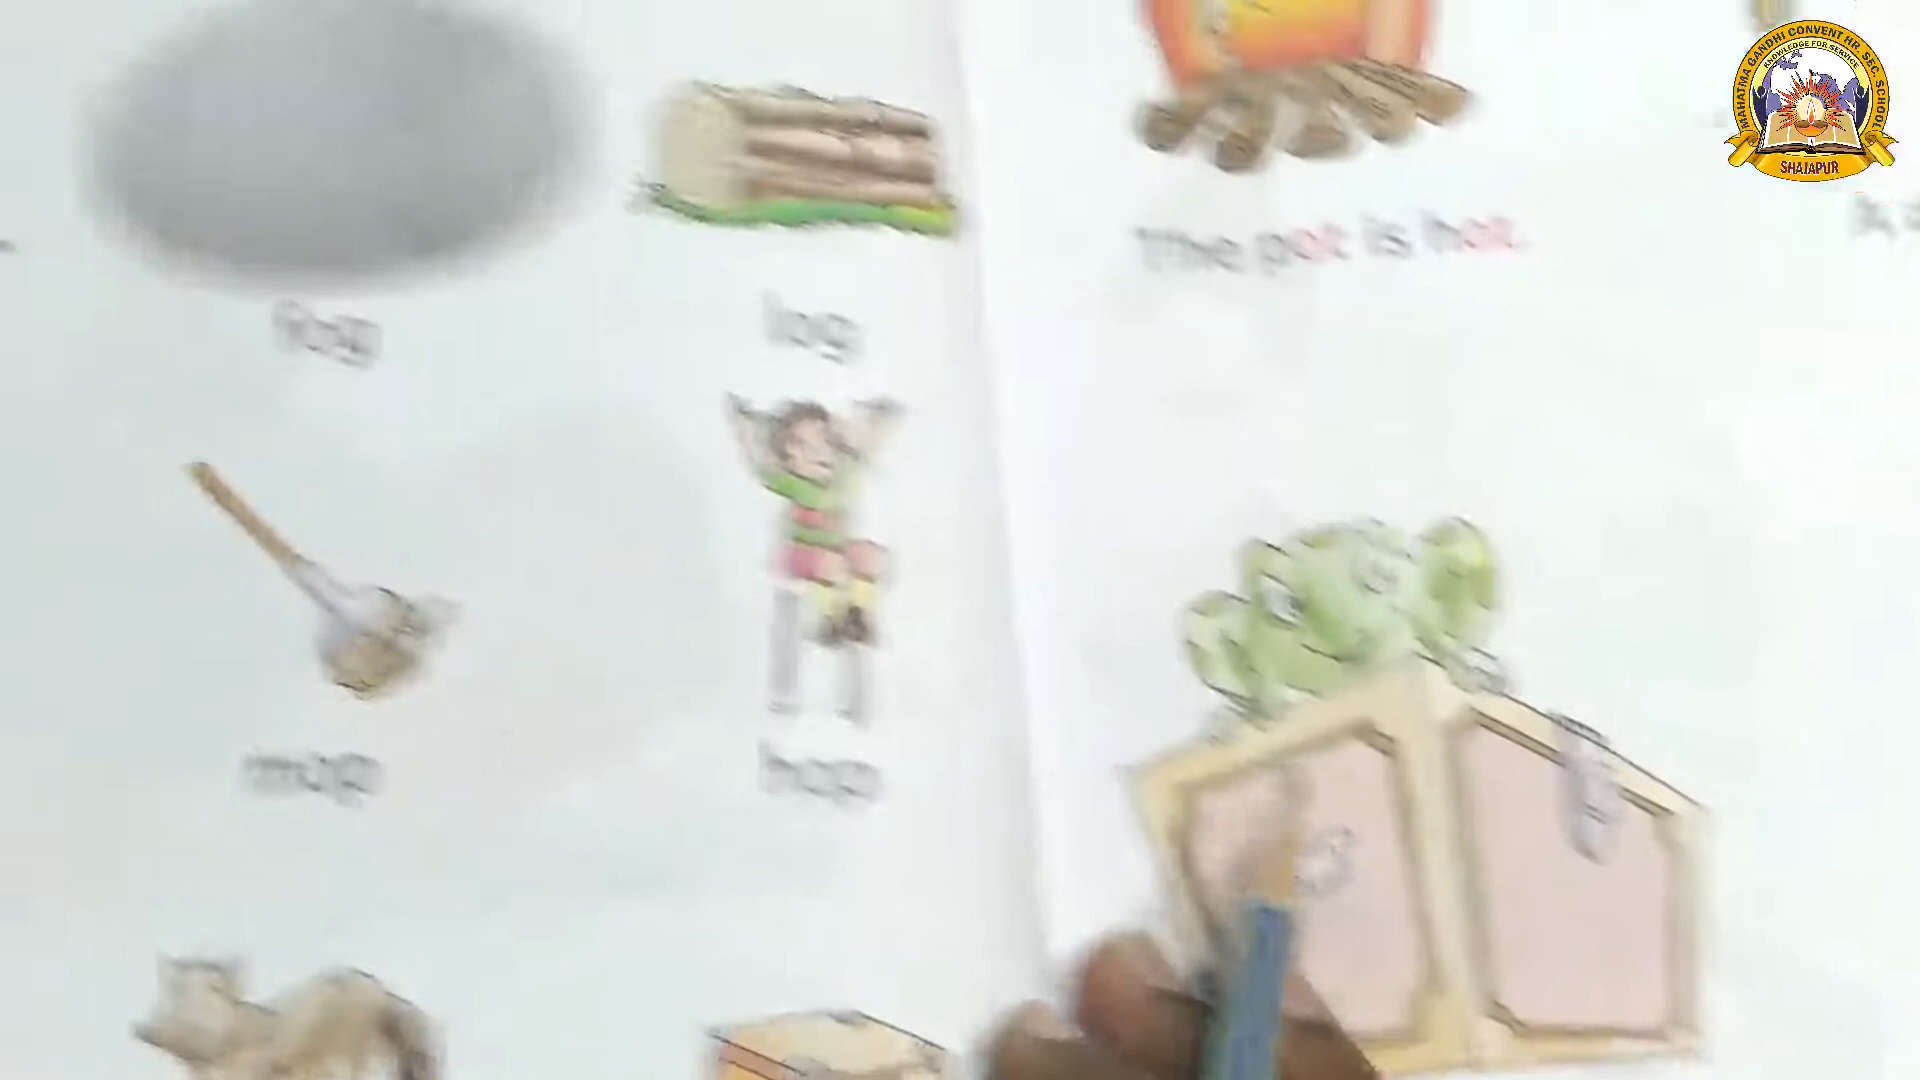 fog
log
mop
hop
The pot is hot.
MAHATMA GANDHI CONVENT HR. SEC. SCHOOL
KNOWLEDGE FOR SERVICE
SHAJAPUR